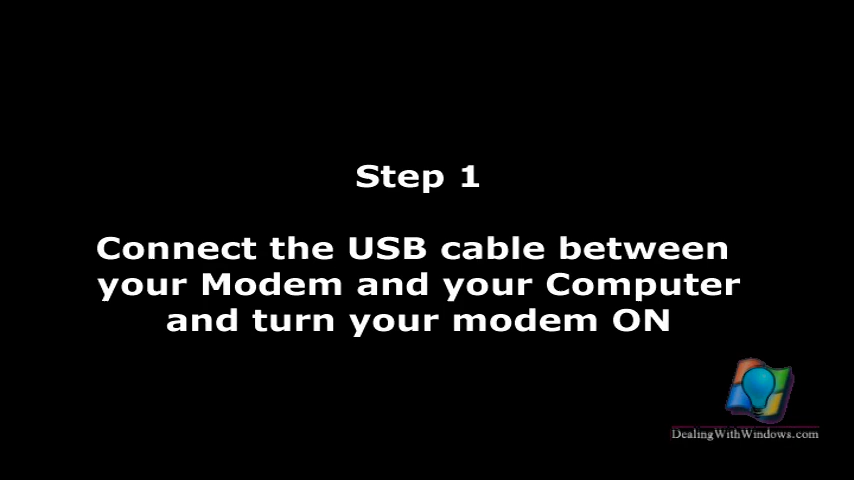 Step 1
Connect the USB cable between
your Modem and your Computer
and turn your modem ON
DealingWithWindows.com